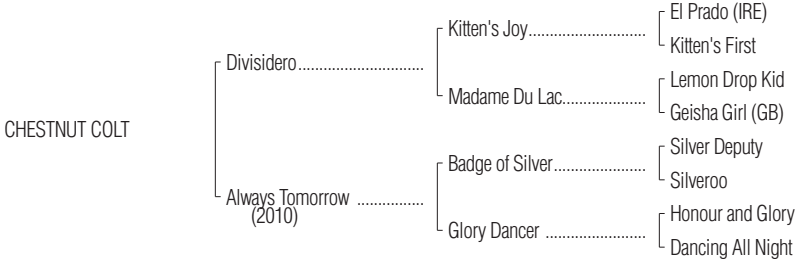 El Prado (IRE)
Kitten's Joy..............................
Kitten's First
Divisidero..............................
Lemon Drop Kid
Madame Du Lac.....................
Geisha Girl (GB)
CHESTNUT COLT
Silver Deputy
Badge of Silver.......................
Silveroo
Always Tomorrow ................
(2010)
Honour and Glory
Glory Dancer ........................
Dancing All Night